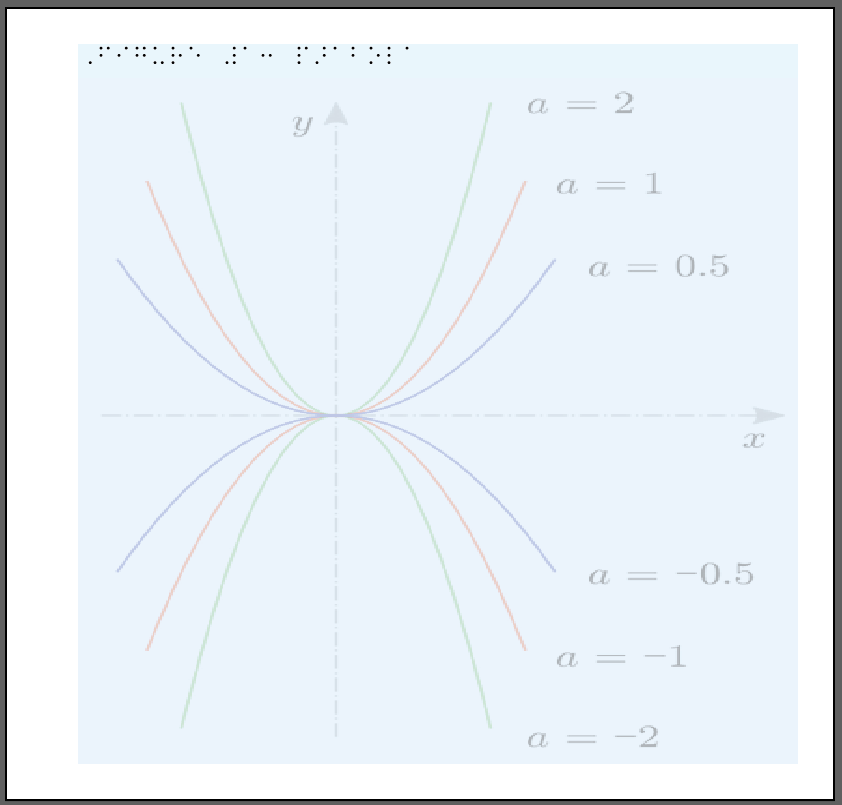 ⠠⠋⠊⠛⠥⠗⠑ ⠼⠁⠒ ⠏⠜⠁⠃⠕⠇⠁
y
a = 2
a = 1
a = 0.5
x
a = −0.5
a = −1
a = −2